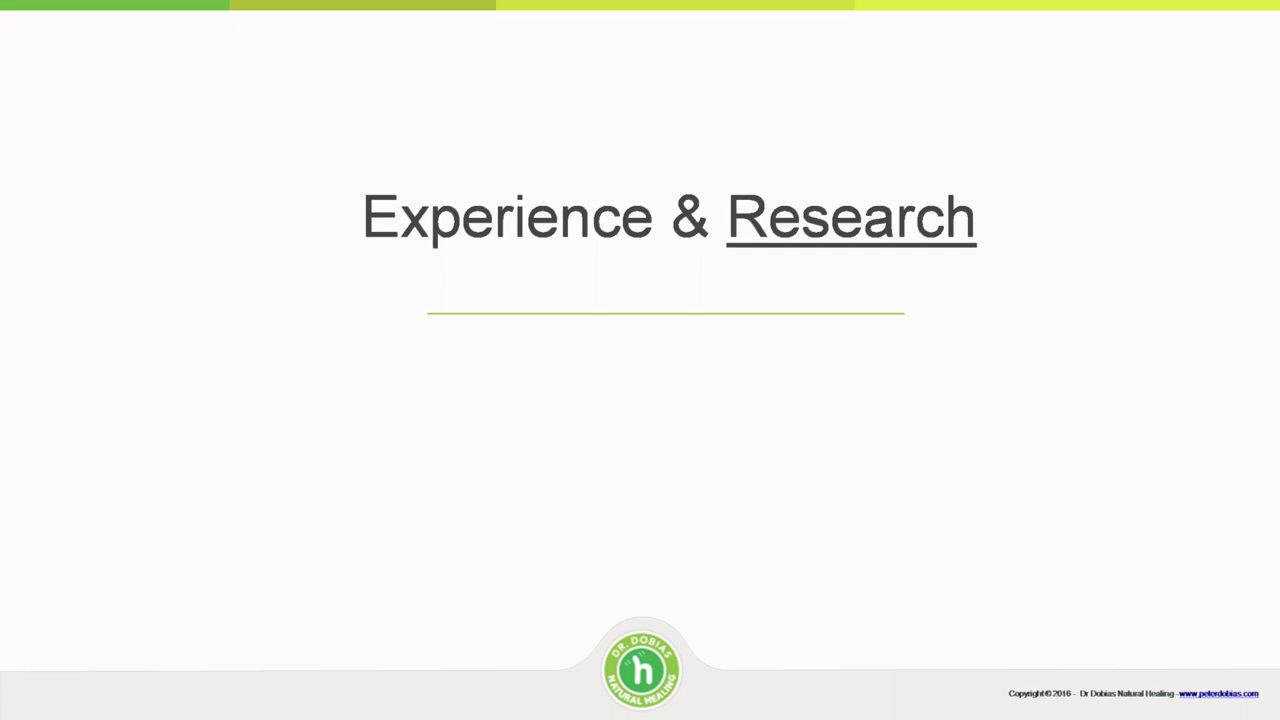 Experience & Research
DR. DOBIAS
h
NATURAL HEALING
Copyright © 2016 - Dr Dobias Natural Healing - www.peterdobias.com